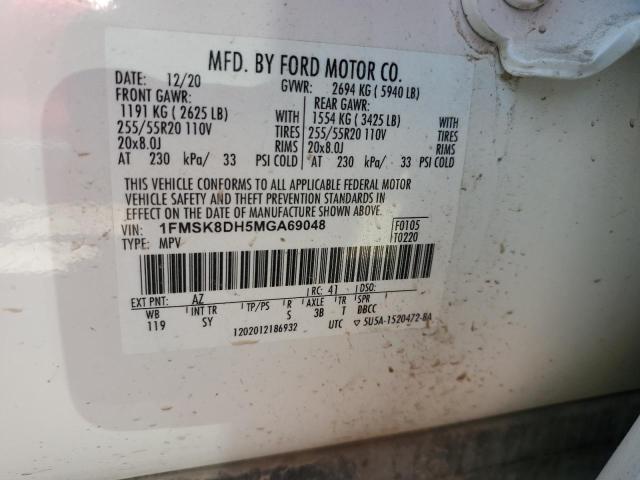 MFD. BY FORD MOTOR CO.
DATE: 12/20 GVWR: 2694 KG ( 5940 LB)
FRONT GAWR: REAR GAWR:
1191 KG ( 2625 LB) WITH 1554 KG ( 3425 LB) WITH
255/55R20 110V TIRES 255/55R20 110V TIRES
20x8.0J RIMS 20x8.0J RIMS
AT 230 kPa/ 33 PSI COLD AT 230 kPa/ 33 PSI COLD
THIS VEHICLE CONFORMS TO ALL APPLICABLE FEDERAL MOTOR
VEHICLE SAFETY AND THEFT PREVENTION STANDARDS IN
EFFECT ON THE DATE OF MANUFACTURE SHOWN ABOVE.
VIN: 1FMSK8DH5MGA69048 F0105
TYPE: MPV T0220
EXT PNT: AZ RC: 41 DSO:
WB INT TR TP/PS R AXLE TR SPR
119 SY S 3B T DBCC
1202012186932 UTC ▽ 5U5A-1520472-BA